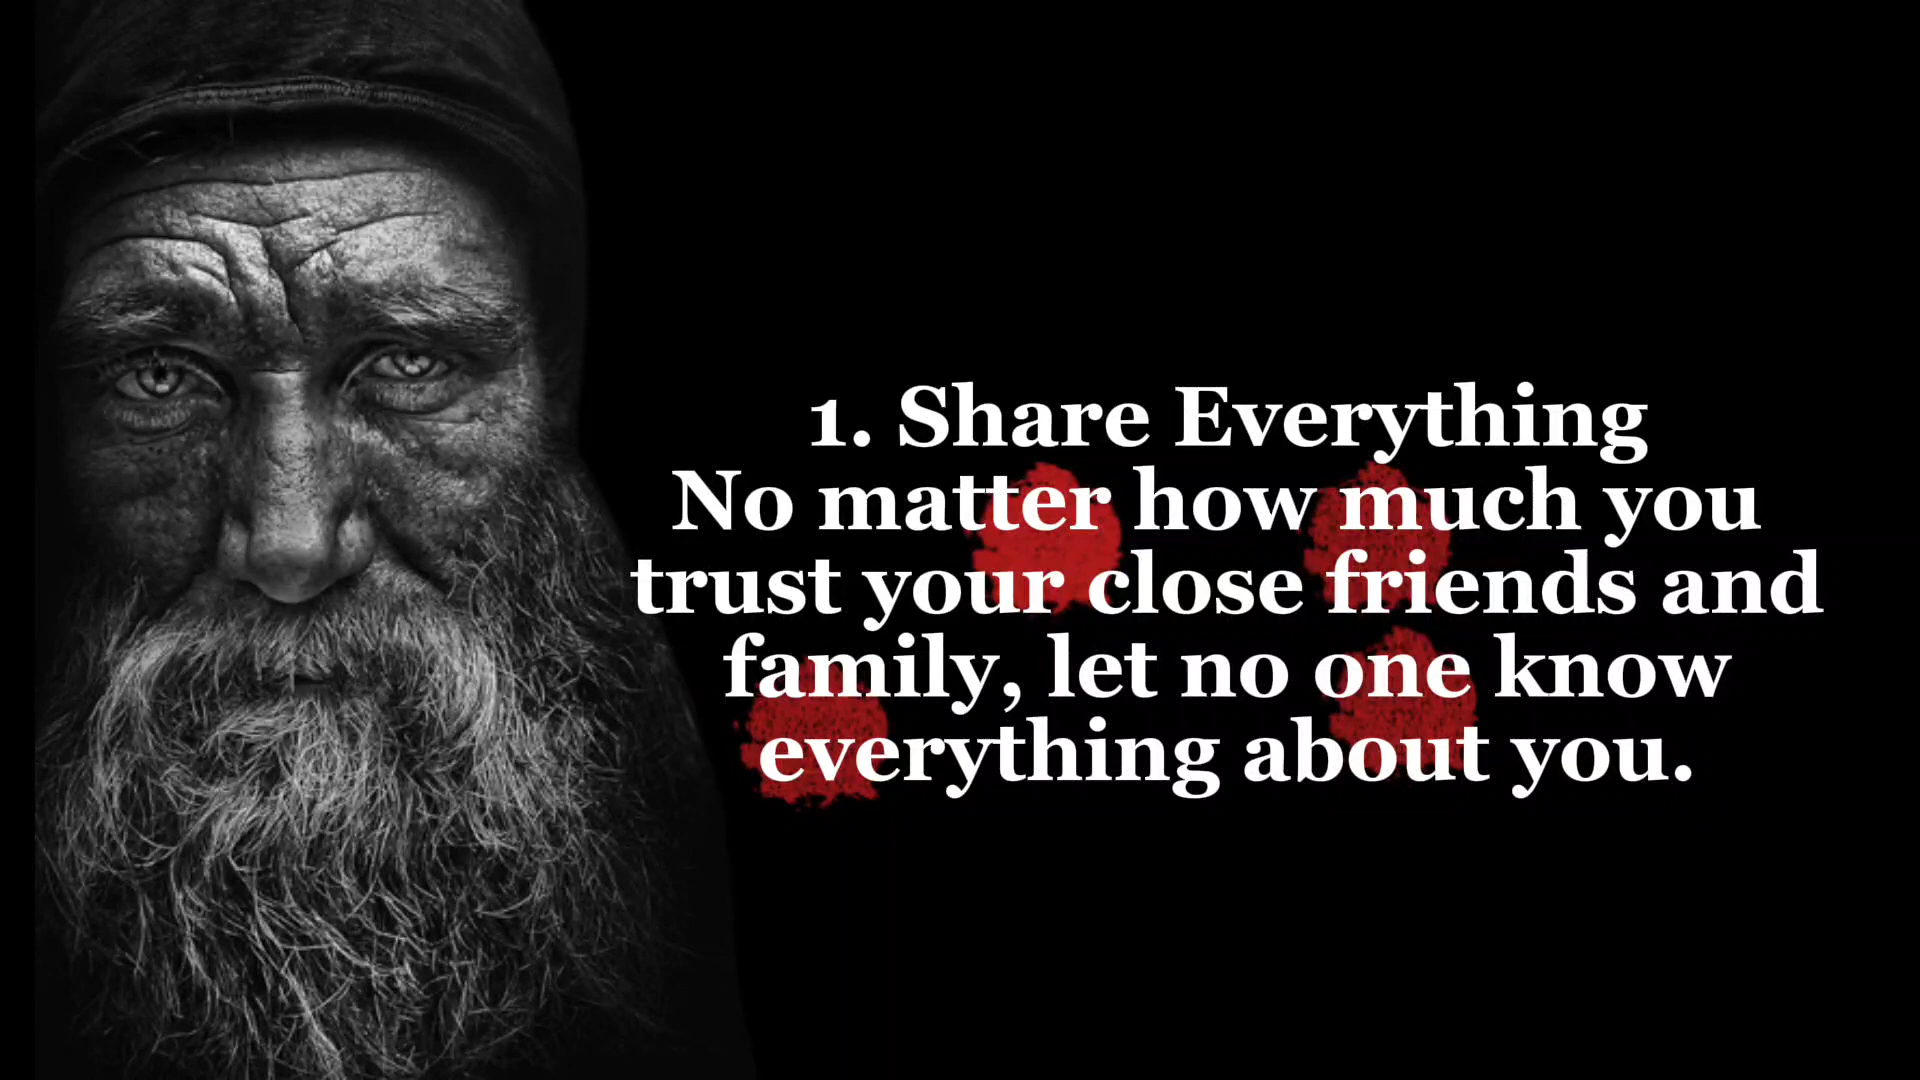 1. Share Everything
No matter how much you
trust your close friends and
family, let no one know
everything about you.